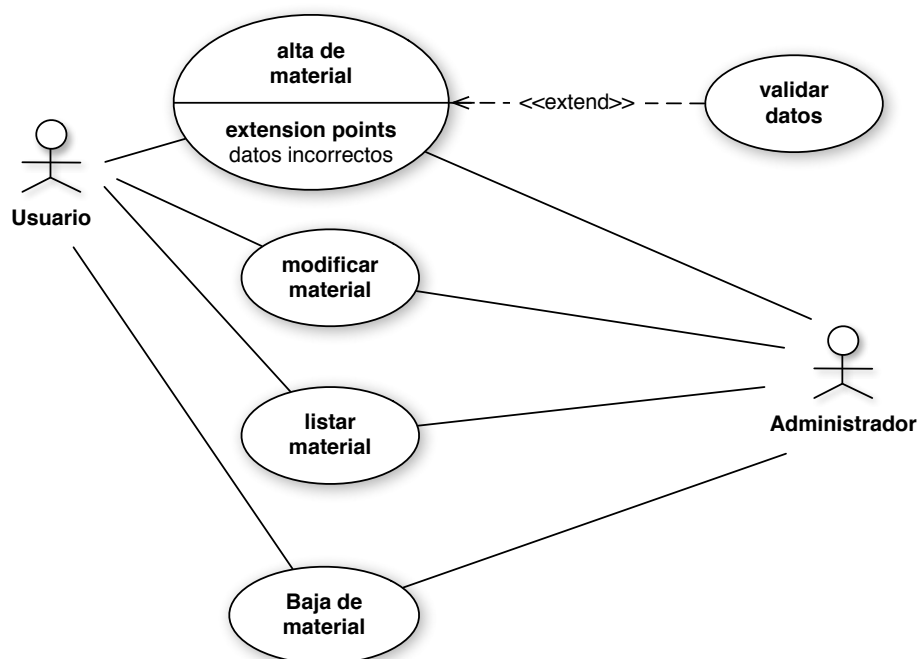 alta de
material
extension points
datos incorrectos
<<extend>>
validar
datos
Usuario
modificar
material
listar
material
Administrador
Baja de
material